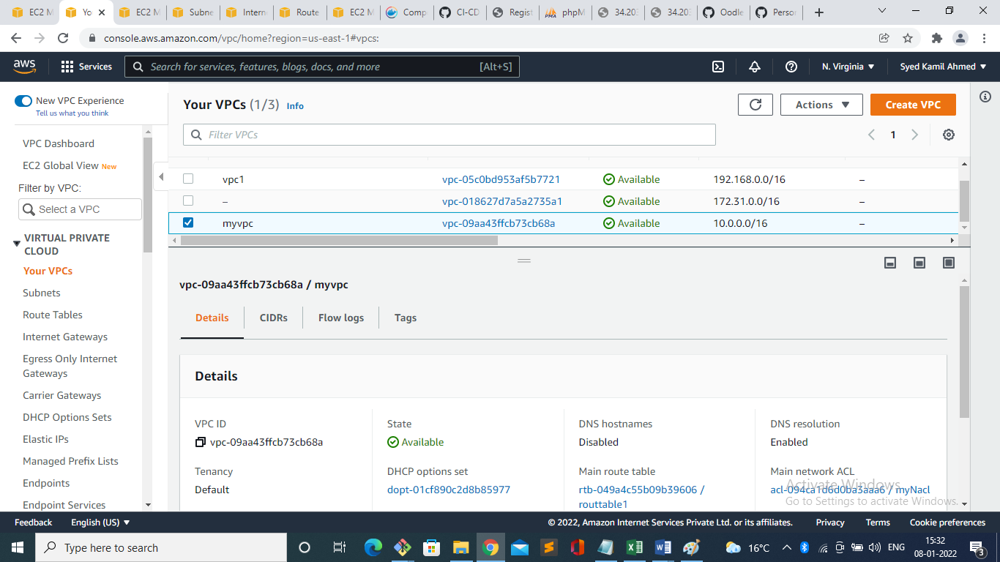 EC2 M
Yo
EC2 M
Subne
Intern
Route
EC2 M
Comp
CI-CD
Regist
phpM
34.203
34.203
Oodle
Person
console.aws.amazon.com/vpc/home?region=us-east-1#vpcs:
aws
Services
Search for services, features, blogs, docs, and more
[Alt+S]
N. Virginia
Syed Kamil Ahmed
New VPC Experience
Tell us what you think
VPC Dashboard
EC2 Global View New
Filter by VPC:
Select a VPC
VIRTUAL PRIVATE
CLOUD
Your VPCs
Subnets
Route Tables
Internet Gateways
Egress Only Internet
Gateways
Carrier Gateways
DHCP Options Sets
Elastic IPs
Managed Prefix Lists
Endpoints
Endpoint Services
Your VPCs (1/3) Info
Actions
Create VPC
Filter VPCs
1
vpc1 vpc-05c0bd953af5b7721 Available 192.168.0.0/16 –
– vpc-018627d7a5a2735a1 Available 172.31.0.0/16 –
myvpc vpc-09aa43ffcb73cb68a Available 10.0.0.0/16 –
vpc-09aa43ffcb73cb68a / myvpc
Details CIDRs Flow logs Tags
Details
VPC ID
vpc-09aa43ffcb73cb68a
State
Available
DNS hostnames
Disabled
DNS resolution
Enabled
Tenancy
Default
DHCP options set
dopt-01cf890c2d8b85977
Main route table
rtb-049a4c55b09b39606 /
routtable1
Main network ACL
acl-094ca1d6d0ba3aaa6 / myNacl
Activate Windows
Go to Settings to activate Windows.
Feedback English (US)
© 2022, Amazon Internet Services Private Ltd. or its affiliates. Privacy Terms Cookie preferences
Type here to search
16°C
ENG
15:32
08-01-2022
3